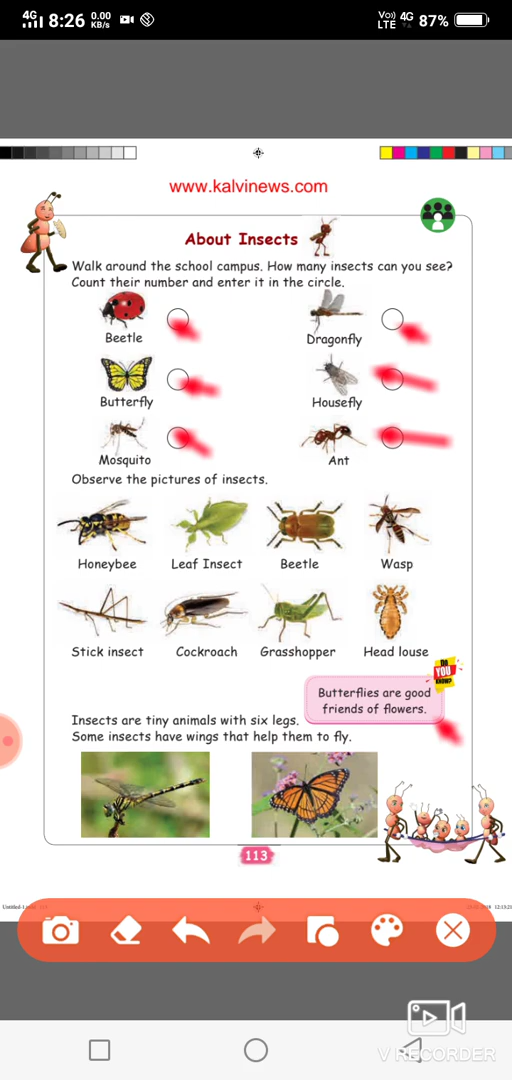 4G 8:26 0.00 KB/s Vo) LTE 4G 87%
www.kalvinews.com
About Insects
Walk around the school campus. How many insects can you see?
Count their number and enter it in the circle.
Beetle Dragonfly
Butterfly Housefly
Mosquito Ant
Observe the pictures of insects.
Honeybee Leaf Insect Beetle Wasp
Stick insect Cockroach Grasshopper Head louse
DO YOU KNOW?
Butterflies are good
friends of flowers.
Insects are tiny animals with six legs.
Some insects have wings that help them to fly.
113
V RECORDER